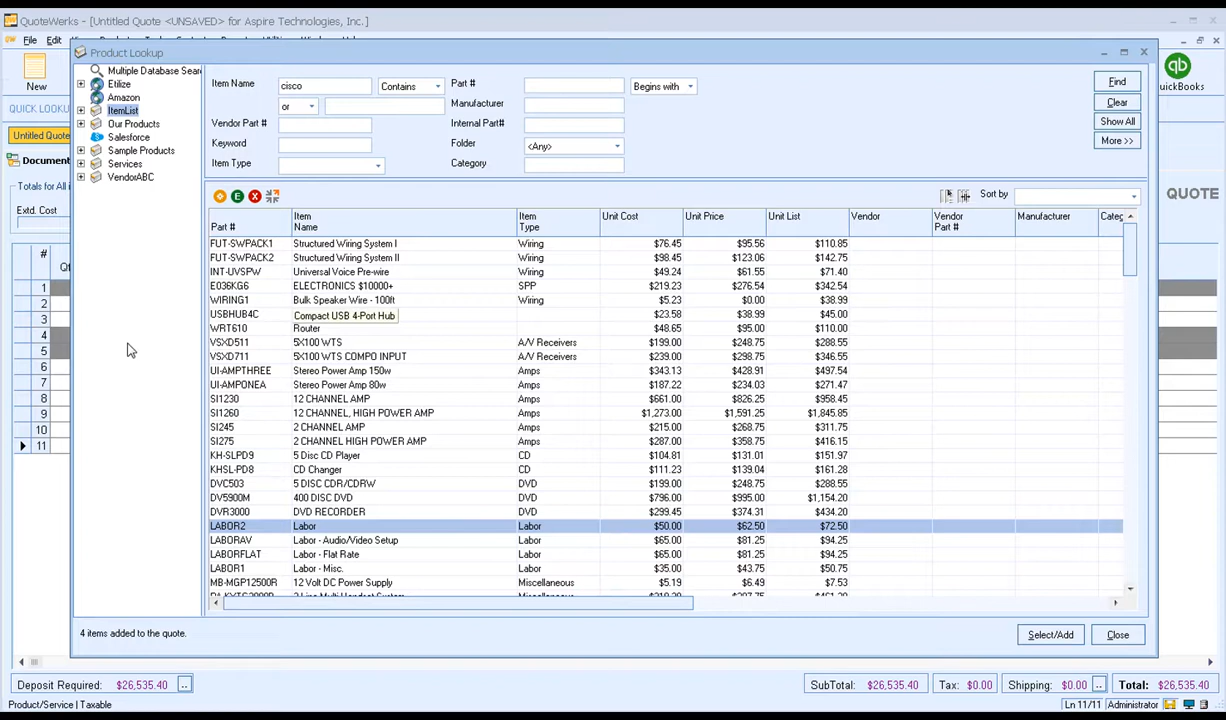 QuoteWerks - [Untitled Quote <UNSAVED> for Aspire Technologies, Inc.]
File Edit
New
QuickBooks
QUICK LOOKU
Untitled Quote
Document
Totals for All i
Extd. Cost
QUOTE
# Qt
1
2
3
4
5
6
7
8
9
10
11
Product Lookup
Multiple Database Sear
Etilize
Amazon
ItemList
Our Products
Salesforce
Sample Products
Services
VendorABC
Item Name cisco Contains Part # Begins with Find
or Manufacturer Clear
Vendor Part # Internal Part# Show All
Keyword Folder <Any> More >>
Item Type Category
Sort by
Part # Item Name Item Type Unit Cost Unit Price Unit List Vendor Vendor Part # Manufacturer Categ
FUT-SWPACK1 Structured Wiring System I Wiring $76.45 $95.56 $110.85
FUT-SWPACK2 Structured Wiring System II Wiring $98.45 $123.06 $142.75
INT-UVSPW Universal Voice Pre-wire Wiring $49.24 $61.55 $71.40
E036KG6 ELECTRONICS $10000+ SPP $219.23 $276.54 $342.54
WIRING1 Bulk Speaker Wire - 100ft Wiring $5.23 $0.00 $38.99
USBHUB4C Compact USB 4-Port Hub $23.58 $38.99 $45.00
WRT610 Router $48.65 $95.00 $110.00
VSXD511 5X100 WTS A/V Receivers $199.00 $248.75 $288.55
VSXD711 5X100 WTS COMPO INPUT A/V Receivers $239.00 $298.75 $346.55
UI-AMPTHREE Stereo Power Amp 150w Amps $343.13 $428.91 $497.54
UI-AMPONEA Stereo Power Amp 80w Amps $187.22 $234.03 $271.47
SI1230 12 CHANNEL AMP Amps $661.00 $826.25 $958.45
SI1260 12 CHANNEL, HIGH POWER AMP Amps $1,273.00 $1,591.25 $1,845.85
SI245 2 CHANNEL AMP Amps $215.00 $268.75 $311.75
SI275 2 CHANNEL HIGH POWER AMP Amps $287.00 $358.75 $416.15
KH-SLPD9 5 Disc CD Player CD $104.81 $131.01 $151.97
KHSL-PD8 CD Changer CD $111.23 $139.04 $161.28
DVC503 5 DISC CDR/CDRW DVD $199.00 $248.75 $288.55
DV5900M 400 DISC DVD DVD $796.00 $995.00 $1,154.20
DVR3000 DVD RECORDER DVD $299.45 $374.31 $434.20
LABOR2 Labor Labor $50.00 $62.50 $72.50
LABORAV Labor - Audio/Video Setup Labor $65.00 $81.25 $94.25
LABORFLAT Labor - Flat Rate Labor $65.00 $81.25 $94.25
LABOR1 Labor - Misc. Labor $35.00 $43.75 $50.75
MB-MGP12500R 12 Volt DC Power Supply Miscellaneous $5.19 $6.49 $7.53
4 items added to the quote.
Select/Add Close
Deposit Required: $26,535.40 .. SubTotal: $26,535.40 Tax: $0.00 Shipping: $0.00 .. Total: $26,535.40
Product/Service | Taxable Ln 11/11 Administrator